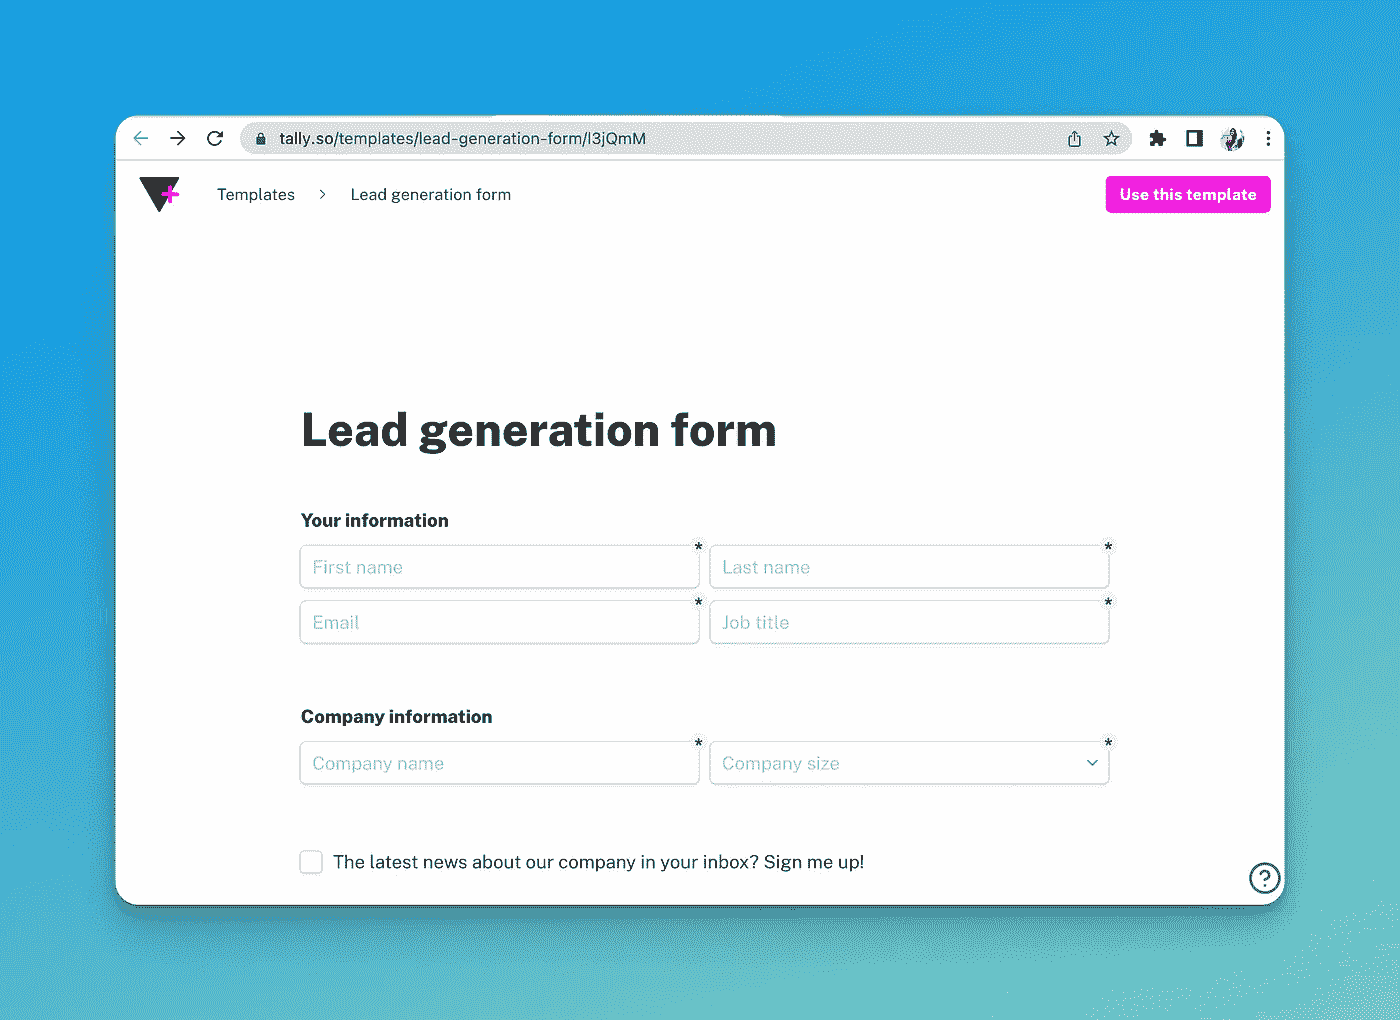 tally.so/templates/lead-generation-form/l3jQmM
Templates > Lead generation form
Use this template
Lead generation form
Your information
First name *
Last name *
Email *
Job title *
Company information
Company name *
Company size *
The latest news about our company in your inbox? Sign me up!
?